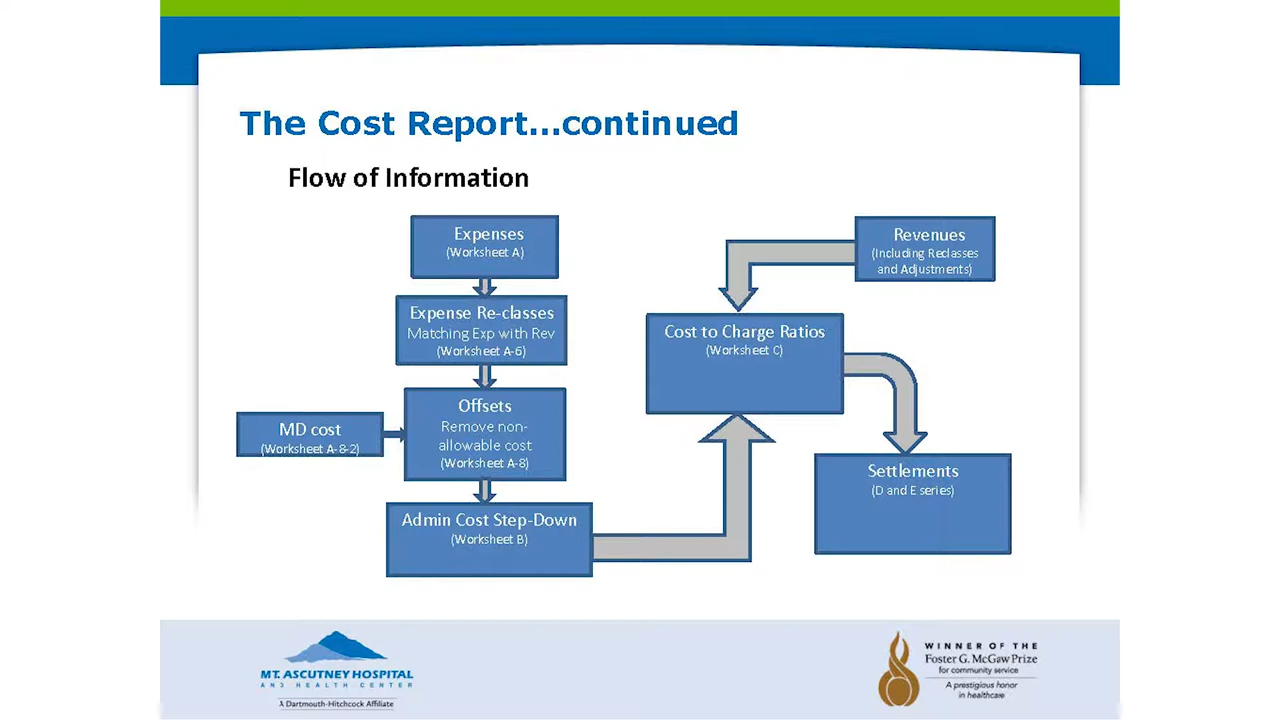 The Cost Report...continued
Flow of Information
Expenses
(Worksheet A)
Expense Re-classes
Matching Exp with Rev
(Worksheet A-6)
Offsets
Remove non-
allowable cost
(Worksheet A-8)
MD cost
(Worksheet A-8-2)
Admin Cost Step-Down
(Worksheet B)
Revenues
(Including Reclasses
and Adjustments)
Cost to Charge Ratios
(Worksheet C)
Settlements
(D and E series)
MT. ASCUTNEY HOSPITAL
AND HEALTH CENTER
A Dartmouth-Hitchcock Affiliate
WINNER OF THE
Foster G. McGaw Prize
for community service
A prestigious honor
in healthcare